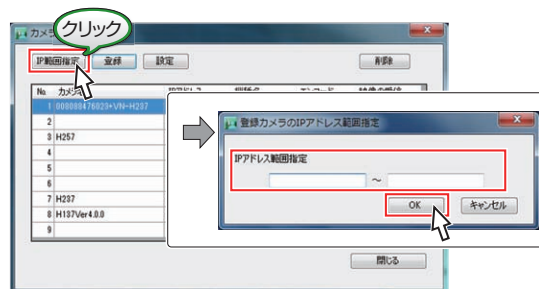 クリック
カメラ
IP範囲指定 登録 設定 削除
No カメラ
1 008088476023+VN-H237
2
3 H257
4
5
6
7 H237
8 H137Ver4.0.0
9
登録カメラのIPアドレス範囲指定
IPアドレス範囲指定
～
OK キャンセル
閉じる